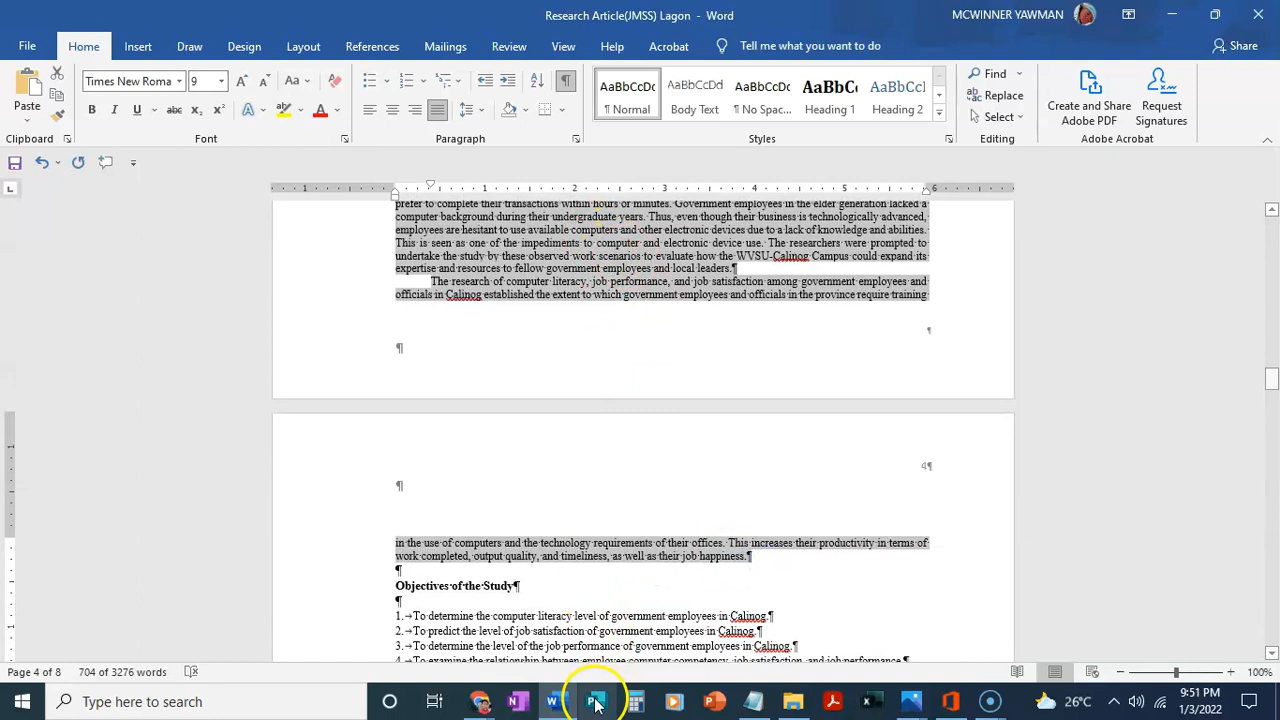 Research Article(JMSS) Lagon - Word
MCWINNER YAWMAN
File Home Insert Draw Design Layout References Mailings Review View Help Acrobat Tell me what you want to do Share
Paste
Times New Roma 9 A A Aa A
B I U ab x₂ x² A A
AaBbCcDc AaBbCcDd AaBbCcDc AaBbCc AaBbCcl
¶ Normal Body Text ¶ No Spac... Heading 1 Heading 2
Find
Replace
Select
Create and Share Adobe PDF
Request Signatures
Clipboard Font Paragraph Styles Editing Adobe Acrobat
1 1 2 3 4 5 6
prefer to complete their transactions within hours or minutes. Government employees in the elder generation lacked a
computer background during their undergraduate years. Thus, even though their business is technologically advanced,
employees are hesitant to use available computers and other electronic devices due to a lack of knowledge and abilities.
This is seen as one of the impediments to computer and electronic device use. The researchers were prompted to
undertake the study by these observed work scenarios to evaluate how the WVSU-Calinog Campus could expand its
expertise and resources to fellow government employees and local leaders.¶
The research of computer literacy, job performance, and job satisfaction among government employees and
officials in Calinog established the extent to which government employees and officials in the province require training
¶
¶
4¶
¶
in the use of computers and the technology requirements of their offices. This increases their productivity in terms of
work completed, output quality, and timeliness, as well as their job happiness.¶
¶
Objectives of the Study¶
¶
1.→To determine the computer literacy level of government employees in Calinog.¶
2.→To predict the level of job satisfaction of government employees in Calinog.¶
3.→To determine the level of the job performance of government employees in Calinog.¶
4.→To examine the relationship between employee computer competency, job satisfaction, and job performance.¶
Page 4 of 8 704 of 3276 words 100%
Type here to search
26°C
9:51 PM
1/3/2022